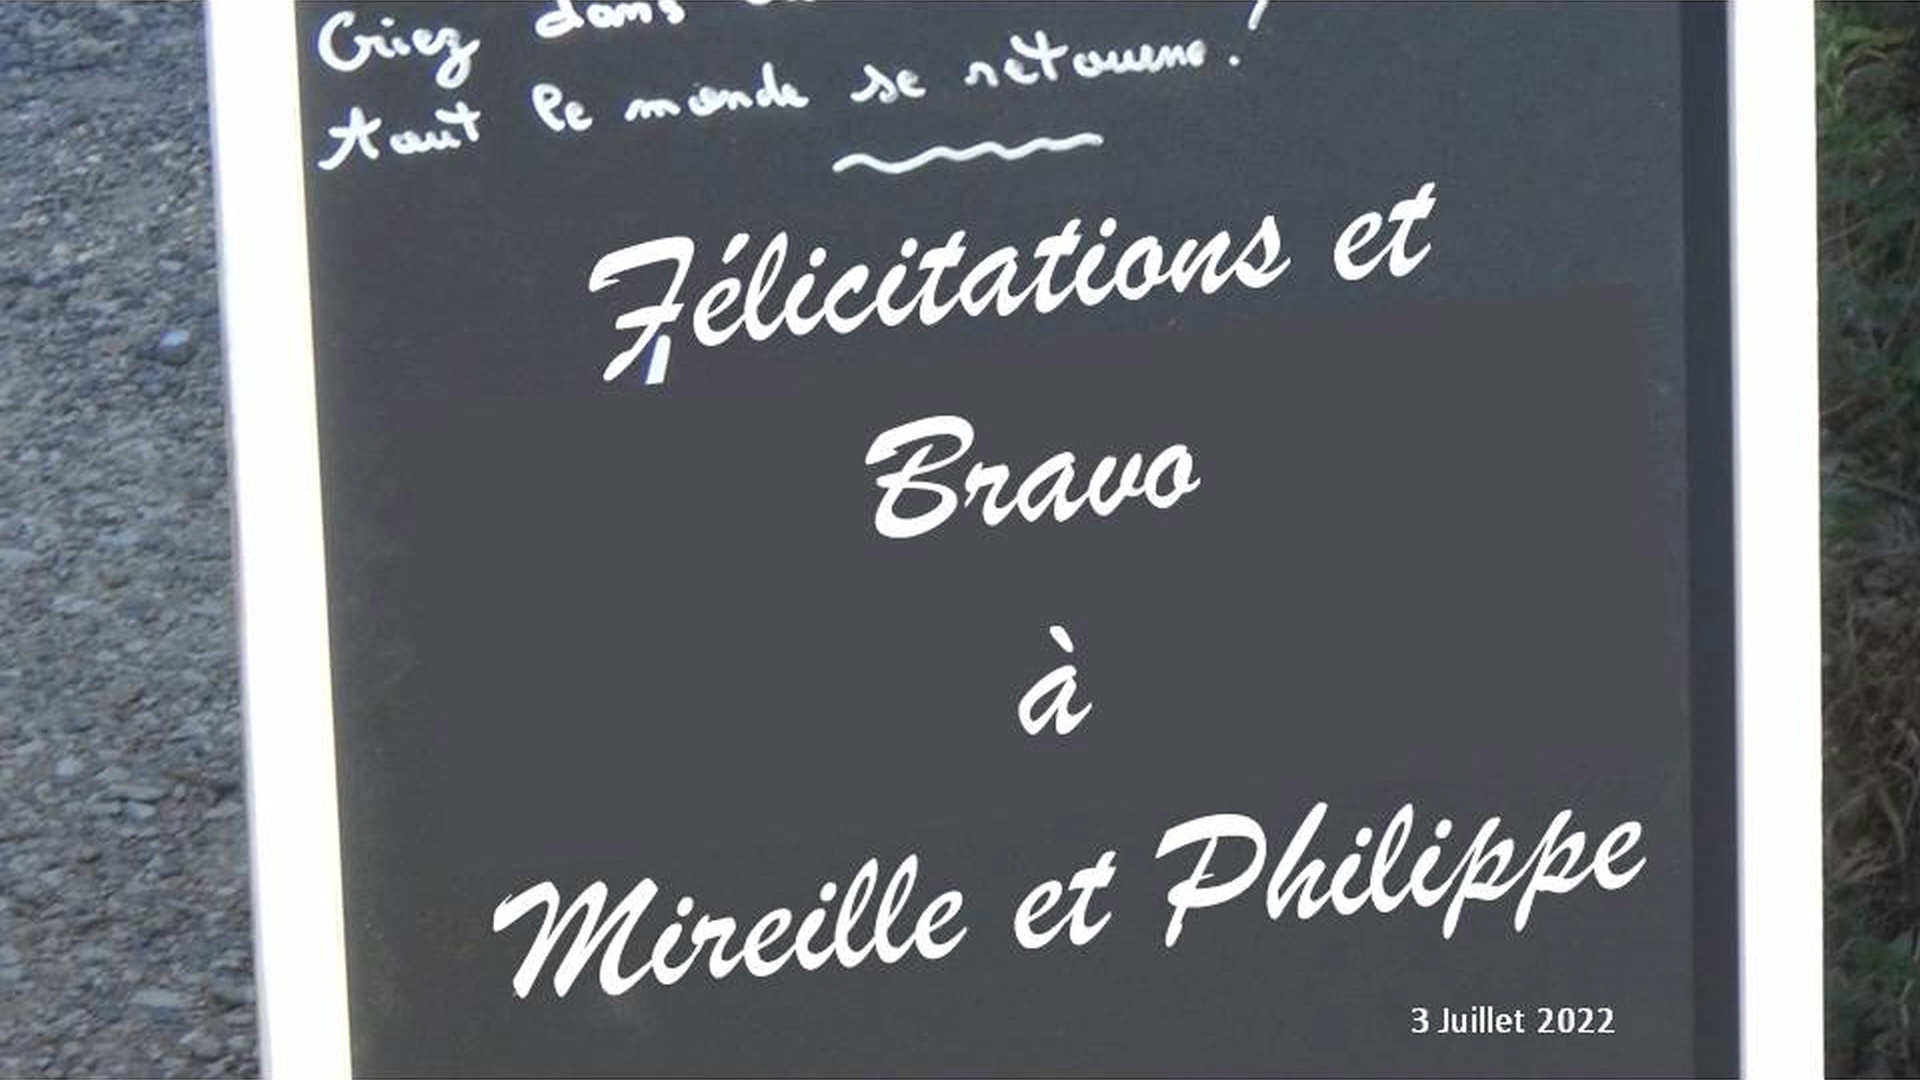 Criez dans
tout le monde se retourne.
Félicitations et
Bravo
à
Mireille et Philippe
3 Juillet 2022